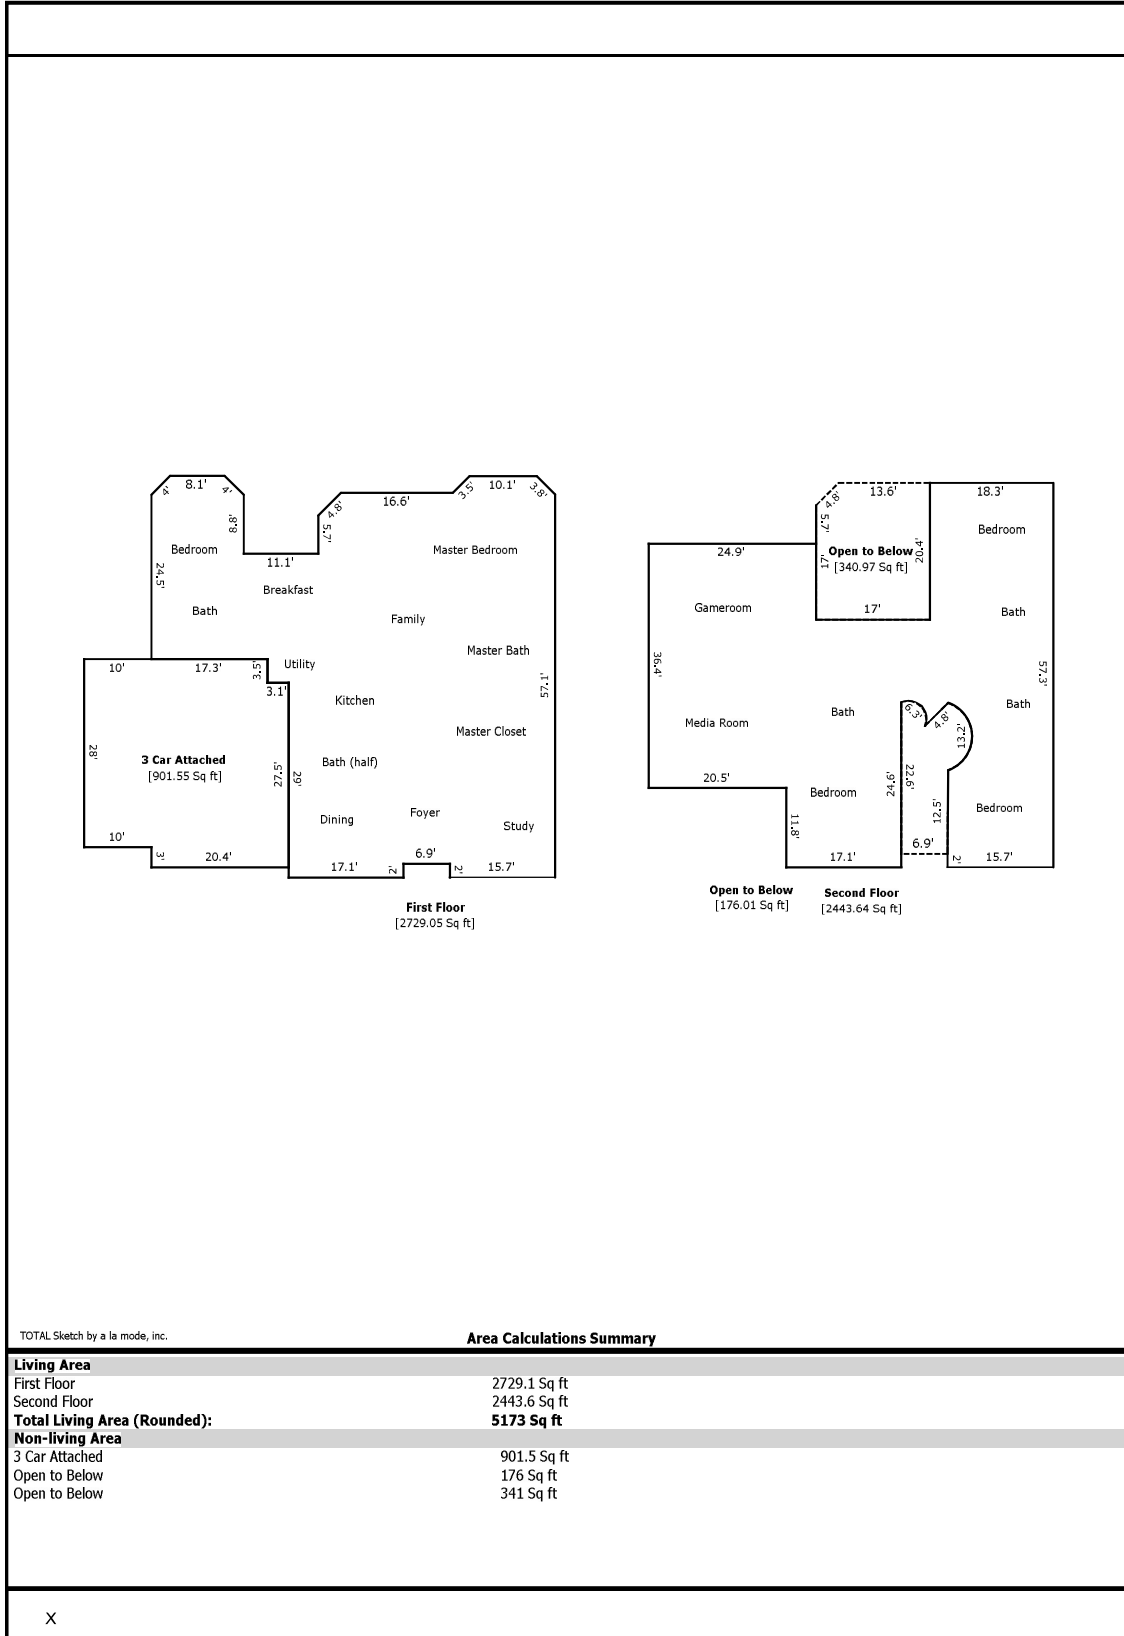 8.1'
4'
4'
10.1'
3.5'
3.8'
16.6'
4.8'
8.8'
5.7'
11.1'
Bedroom
Master Bedroom
24.5'
Breakfast
Bath
Family
Master Bath
10'
17.3'
3.5'
Utility
3.1'
57.1'
Kitchen
Master Closet
28'
3 Car Attached
[901.55 Sq ft]
27.5'
29'
Bath (half)
Dining
Foyer
Study
10'
3'
20.4'
17.1'
2'
6.9'
2'
15.7'
First Floor
[2729.05 Sq ft]
4.8'
13.6'
18.3'
5.7'
Bedroom
24.9'
17'
Open to Below
[340.97 Sq ft]
20.4'
Gameroom
17'
Bath
36.4'
57.3'
Media Room
Bath
6.3'
4.8'
13.2'
Bath
20.5'
24.6'
22.6'
Bedroom
12.5'
Bedroom
11.8'
17.1'
6.9'
2'
15.7'
Open to Below
[176.01 Sq ft]
Second Floor
[2443.64 Sq ft]
TOTAL Sketch by a la mode, inc.
Area Calculations Summary
Living Area
First Floor 2729.1 Sq ft
Second Floor 2443.6 Sq ft
Total Living Area (Rounded): 5173 Sq ft
Non-living Area
3 Car Attached 901.5 Sq ft
Open to Below 176 Sq ft
Open to Below 341 Sq ft
X